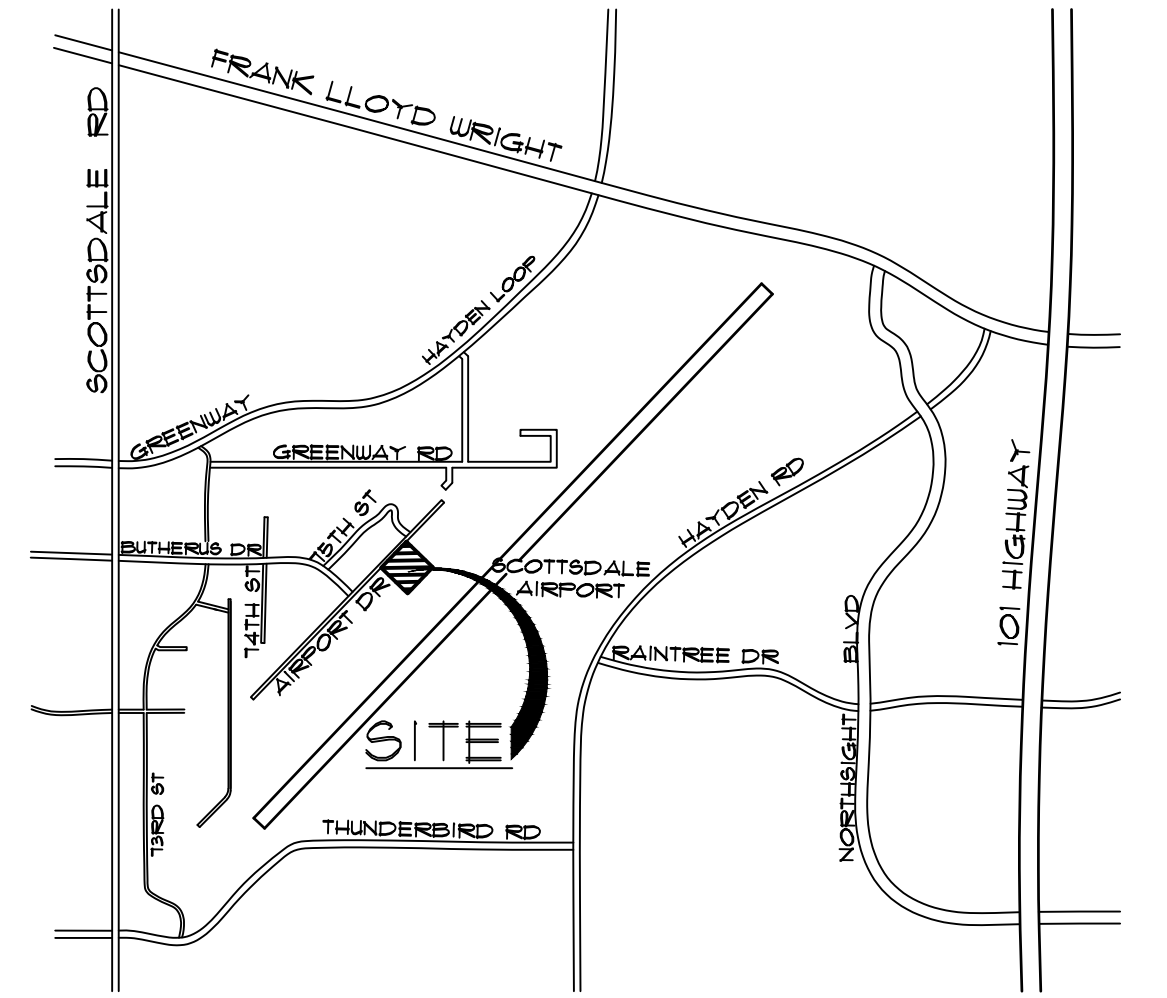 FRANK LLOYD WRIGHT
SCOTTSDALE RD
HAYDEN LOOP
GREENWAY
GREENWAY RD
HAYDEN RD
101 HIGHWAY
75TH ST
BUTHERUS DR
SCOTTSDALE
AIRPORT
74TH ST
AIRPORT DR
RAINTREE DR
NORTHSIGHT BLVD
SITE
73RD ST
THUNDERBIRD RD